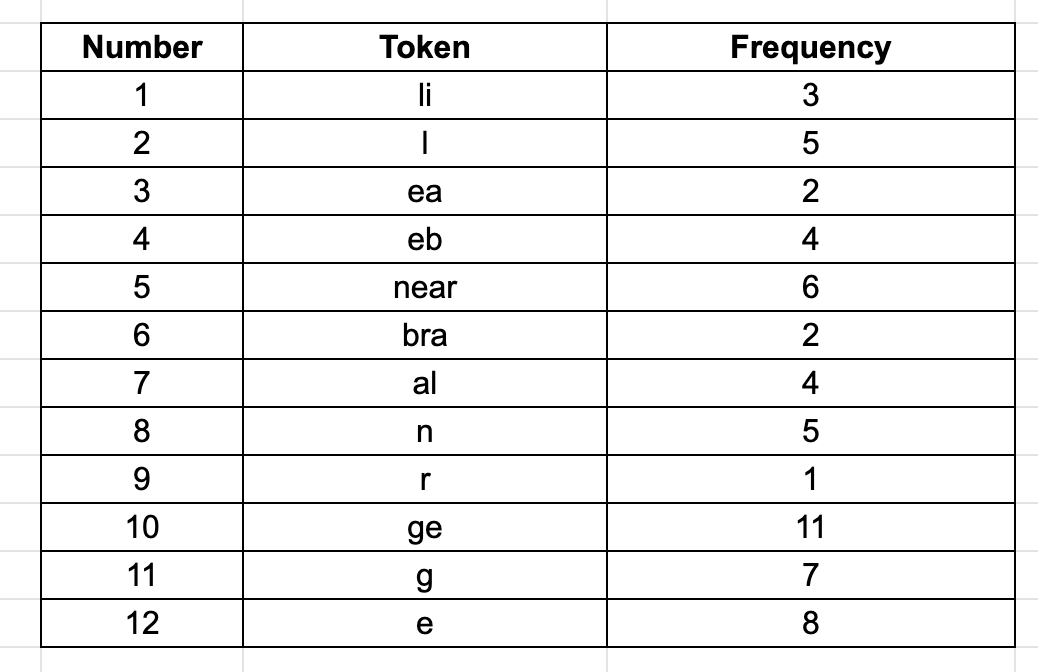 Number Token Frequency
1 li 3
2 l 5
3 ea 2
4 eb 4
5 near 6
6 bra 2
7 al 4
8 n 5
9 r 1
10 ge 11
11 g 7
12 e 8